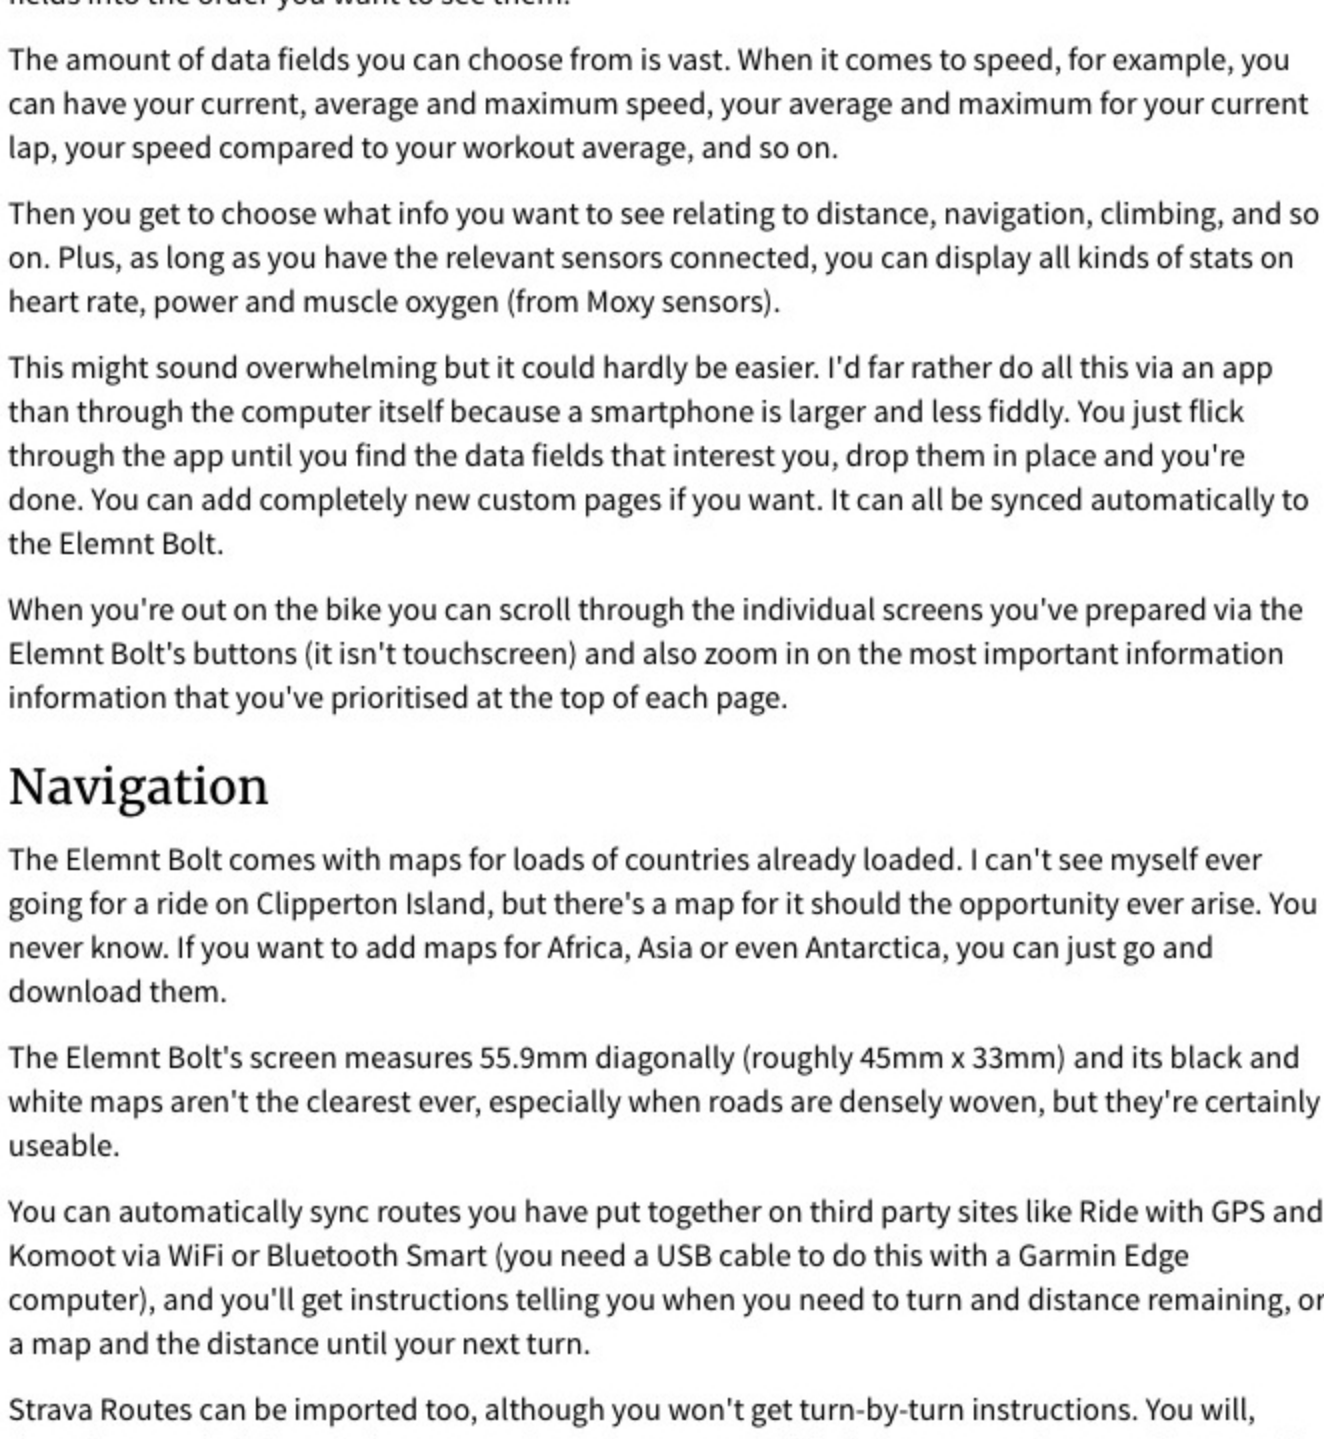 fields into the order you want to see them.
The amount of data fields you can choose from is vast. When it comes to speed, for example, you
can have your current, average and maximum speed, your average and maximum for your current
lap, your speed compared to your workout average, and so on.
Then you get to choose what info you want to see relating to distance, navigation, climbing, and so
on. Plus, as long as you have the relevant sensors connected, you can display all kinds of stats on
heart rate, power and muscle oxygen (from Moxy sensors).
This might sound overwhelming but it could hardly be easier. I'd far rather do all this via an app
than through the computer itself because a smartphone is larger and less fiddly. You just flick
through the app until you find the data fields that interest you, drop them in place and you're
done. You can add completely new custom pages if you want. It can all be synced automatically to
the Elemnt Bolt.
When you're out on the bike you can scroll through the individual screens you've prepared via the
Elemnt Bolt's buttons (it isn't touchscreen) and also zoom in on the most important information
information that you've prioritised at the top of each page.
Navigation
The Elemnt Bolt comes with maps for loads of countries already loaded. I can't see myself ever
going for a ride on Clipperton Island, but there's a map for it should the opportunity ever arise. You
never know. If you want to add maps for Africa, Asia or even Antarctica, you can just go and
download them.
The Elemnt Bolt's screen measures 55.9mm diagonally (roughly 45mm x 33mm) and its black and
white maps aren't the clearest ever, especially when roads are densely woven, but they're certainly
useable.
You can automatically sync routes you have put together on third party sites like Ride with GPS and
Komoot via WiFi or Bluetooth Smart (you need a USB cable to do this with a Garmin Edge
computer), and you'll get instructions telling you when you need to turn and distance remaining, or
a map and the distance until your next turn.
Strava Routes can be imported too, although you won't get turn-by-turn instructions. You will,